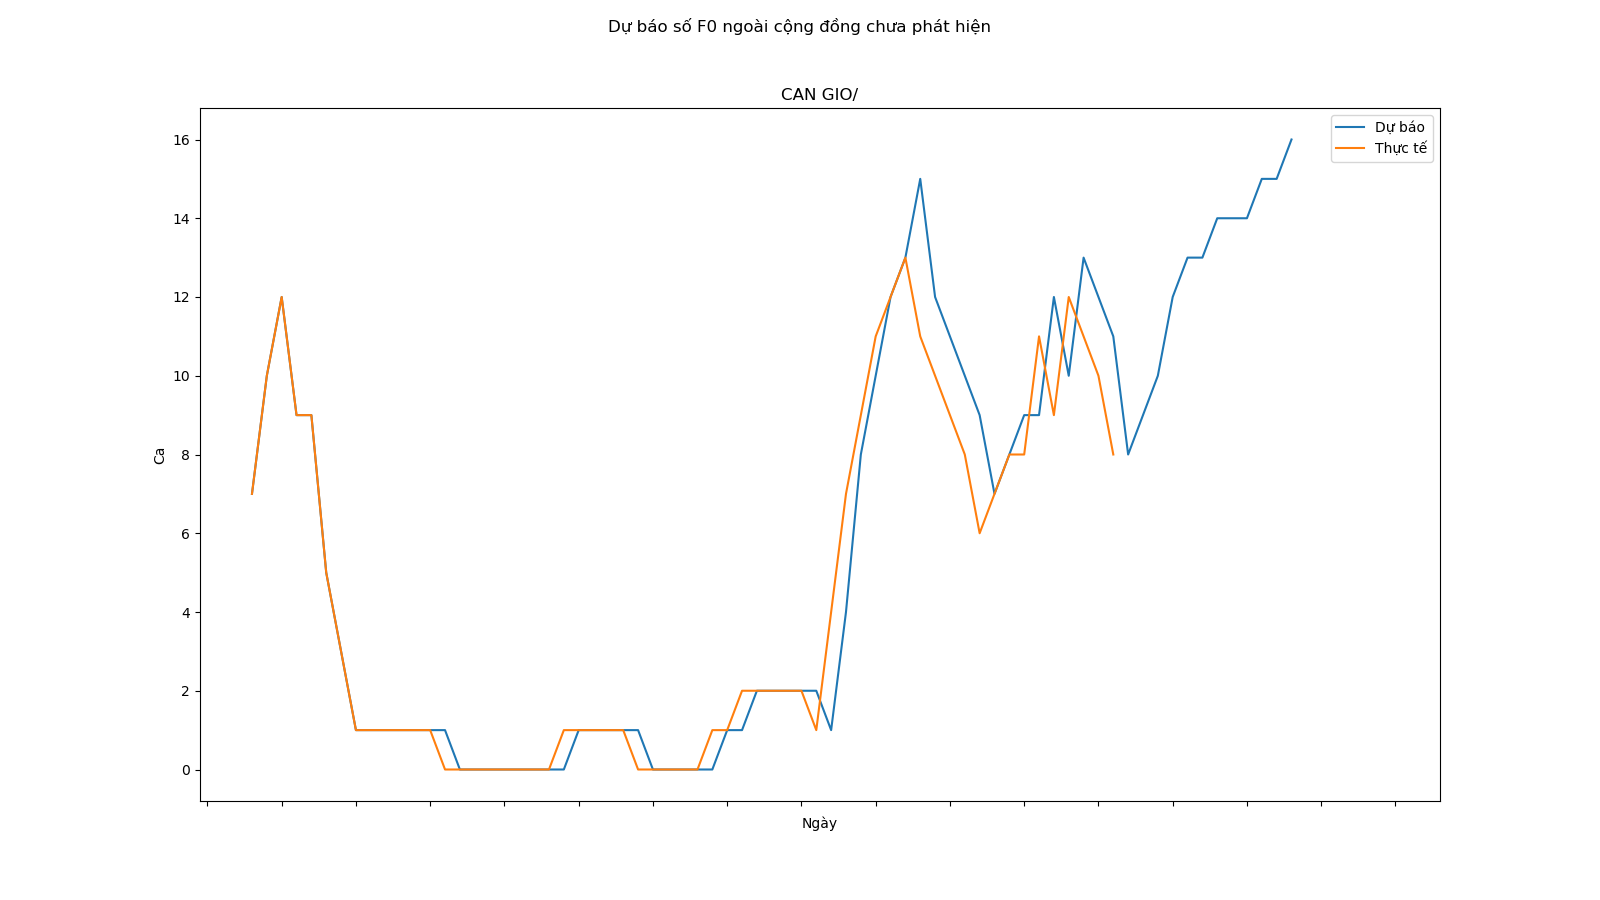 Dự báo số F0 ngoài cộng đồng chưa phát hiện
CAN GIO/
Dự báo
Thực tế
16
14
12
10
8
6
4
2
0
Ca
Ngày